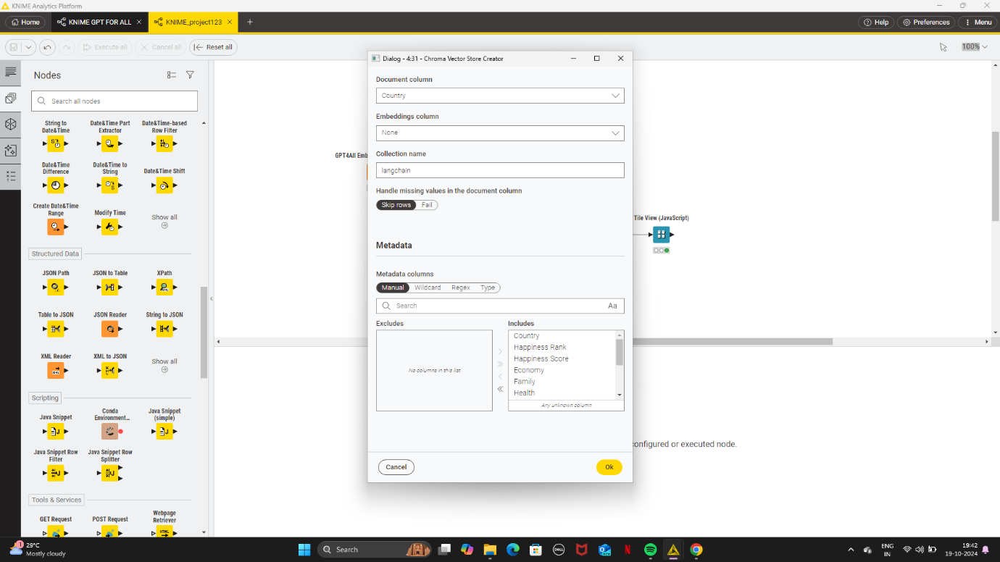 KNIME Analytics Platform
Home
KNIME GPT FOR ALL
KNIME_project123
Help
Preferences
Menu
Execute all
Cancel all
Reset all
100%
Nodes
Search all nodes
String to Date&Time
Date&Time Part Extractor
Date&Time-based Row Filter
Date&Time Difference
Date&Time to String
Date&Time Shift
Create Date&Time Range
Modify Time
Show all
Structured Data
JSON Path
JSON to Table
XPath
Table to JSON
JSON Reader
String to JSON
XML Reader
XML to JSON
Show all
Scripting
Java Snippet
Conda Environment...
Java Snippet (simple)
Java Snippet Row Filter
Java Snippet Row Splitter
Tools & Services
GET Request
POST Request
Webpage Retriever
GPT4All Emb
Tile View (JavaScript)
configured or executed node.
Dialog - 4:31 - Chroma Vector Store Creator
Document column
Country
Embeddings column
None
Collection name
langchain
Handle missing values in the document column
Skip rows
Fail
Metadata
Metadata columns
Manual
Wildcard
Regex
Type
Search
Aa
Excludes
Includes
No columns in this list
Country
Happiness Rank
Happiness Score
Economy
Family
Health
Any unknown column
Cancel
Ok
1
29°C
Mostly cloudy
Search
ENG
IN
19:42
19-10-2024